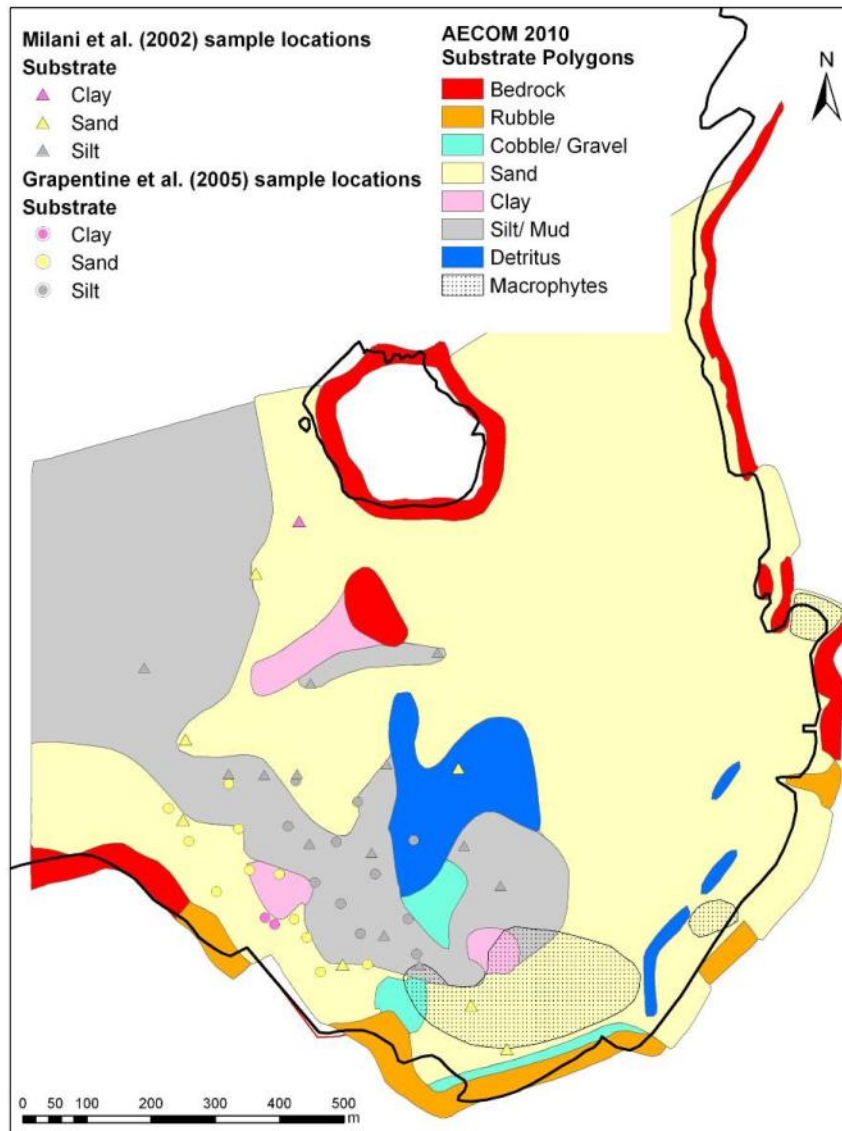 Milani et al. (2002) sample locations
Substrate
Clay
Sand
Silt
Grapentine et al. (2005) sample locations
Substrate
Clay
Sand
Silt
AECOM 2010
Substrate Polygons
Bedrock
Rubble
Cobble/ Gravel
Sand
Clay
Silt/ Mud
Detritus
Macrophytes
N
0 50 100 200 300 400 500
m